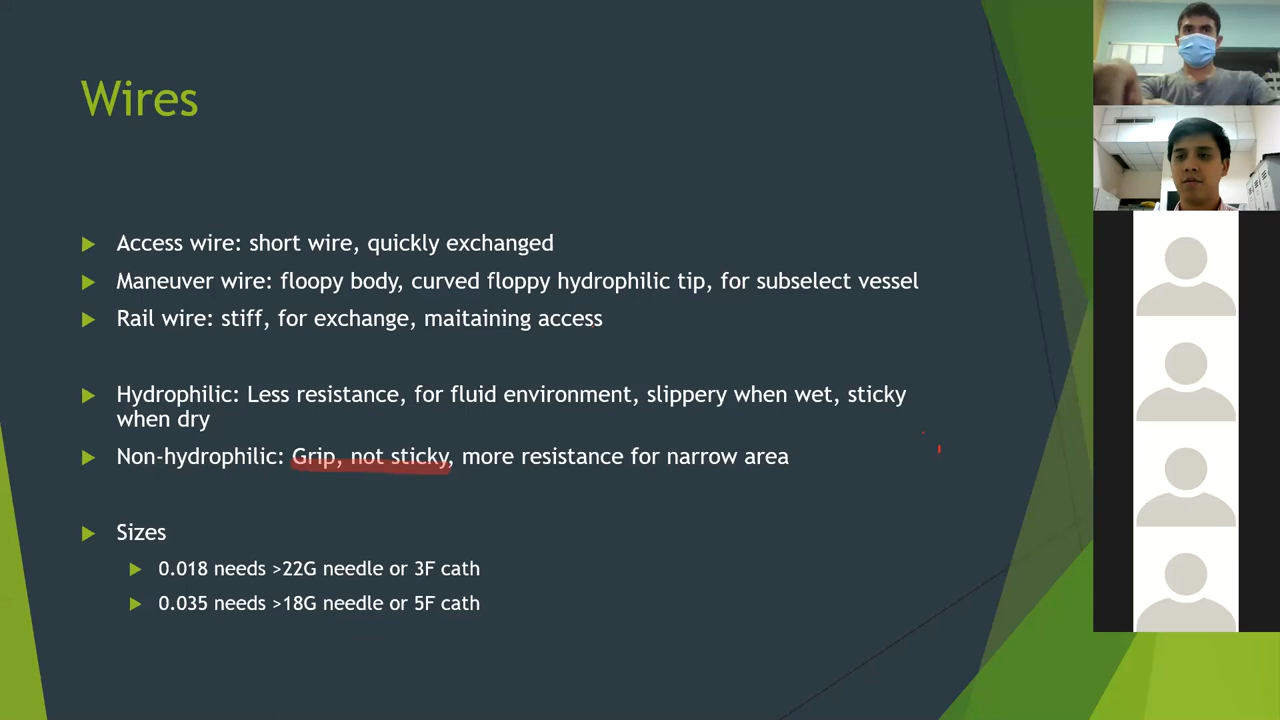 Wires
Access wire: short wire, quickly exchanged
Maneuver wire: floopy body, curved floppy hydrophilic tip, for subselect vessel
Rail wire: stiff, for exchange, maitaining access
Hydrophilic: Less resistance, for fluid environment, slippery when wet, sticky
when dry
Non-hydrophilic: Grip, not sticky, more resistance for narrow area
Sizes
0.018 needs >22G needle or 3F cath
0.035 needs >18G needle or 5F cath